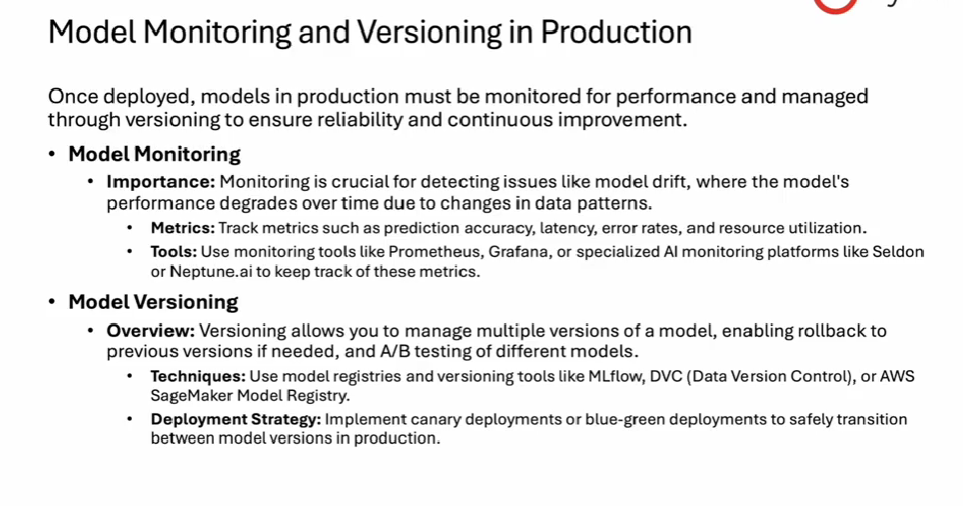 Model Monitoring and Versioning in Production
Once deployed, models in production must be monitored for performance and managed
through versioning to ensure reliability and continuous improvement.
• Model Monitoring
• Importance: Monitoring is crucial for detecting issues like model drift, where the model's
performance degrades over time due to changes in data patterns.
• Metrics: Track metrics such as prediction accuracy, latency, error rates, and resource utilization.
• Tools: Use monitoring tools like Prometheus, Grafana, or specialized AI monitoring platforms like Seldon
or Neptune.ai to keep track of these metrics.
• Model Versioning
• Overview: Versioning allows you to manage multiple versions of a model, enabling rollback to
previous versions if needed, and A/B testing of different models.
• Techniques: Use model registries and versioning tools like MLflow, DVC (Data Version Control), or AWS
SageMaker Model Registry.
• Deployment Strategy: Implement canary deployments or blue-green deployments to safely transition
between model versions in production.